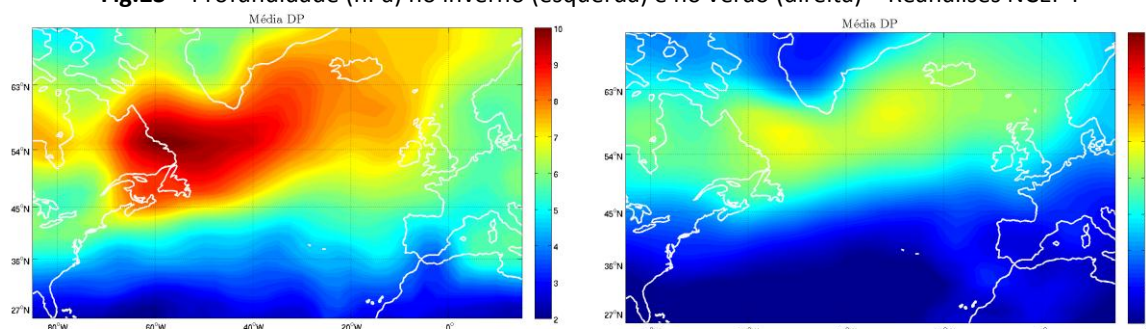 Profundidade (hPa) no inverno (esquerda) e no verão (direita) – Reanálises NCEP I
Média DP
10
9
8
7
6
5
4
3
2
63°N
54°N
45°N
36°N
27°N
80°W 60°W 40°W 20°W 0°
Média DP
63°N
54°N
45°N
36°N
27°N